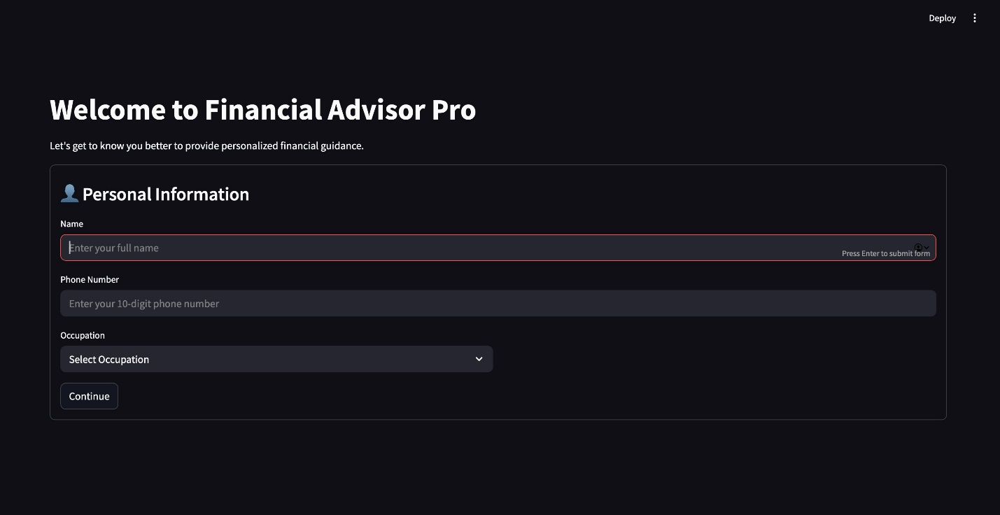 Deploy
Welcome to Financial Advisor Pro
Let's get to know you better to provide personalized financial guidance.
Personal Information
Name
Enter your full name
Press Enter to submit form
Phone Number
Enter your 10-digit phone number
Occupation
Select Occupation
Continue